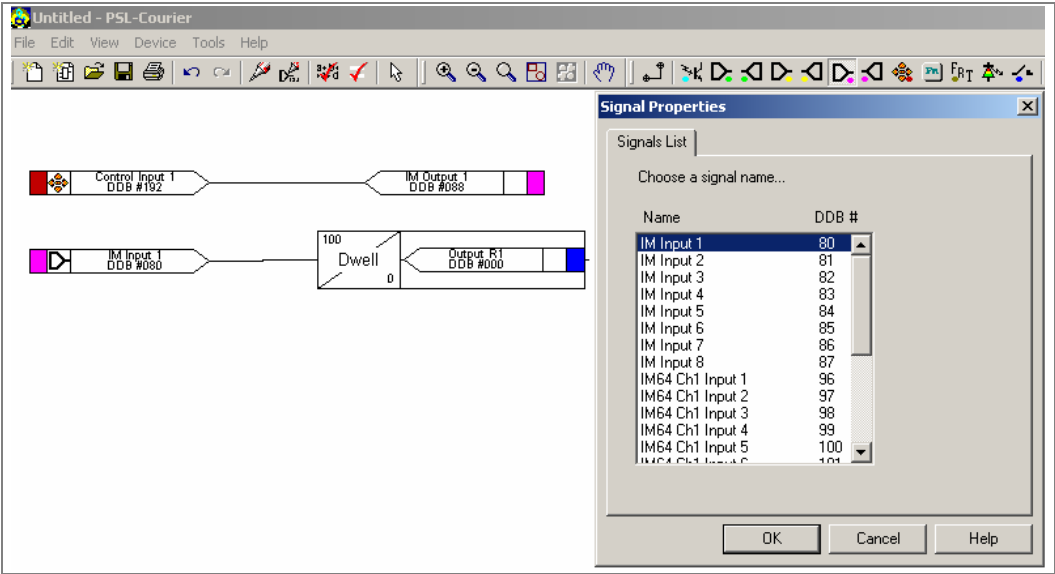 Untitled - PSL-Courier
File Edit View Device Tools Help
Control Input 1
DDB #192
IM Output 1
DDB #088
IM Input 1
DDB #080
100
Dwell
0
Output R1
DDB #000
Signal Properties
Signals List
Choose a signal name...
Name DDB #
IM Input 1 80
IM Input 2 81
IM Input 3 82
IM Input 4 83
IM Input 5 84
IM Input 6 85
IM Input 7 86
IM Input 8 87
IM64 Ch1 Input 1 96
IM64 Ch1 Input 2 97
IM64 Ch1 Input 3 98
IM64 Ch1 Input 4 99
IM64 Ch1 Input 5 100
OK Cancel Help